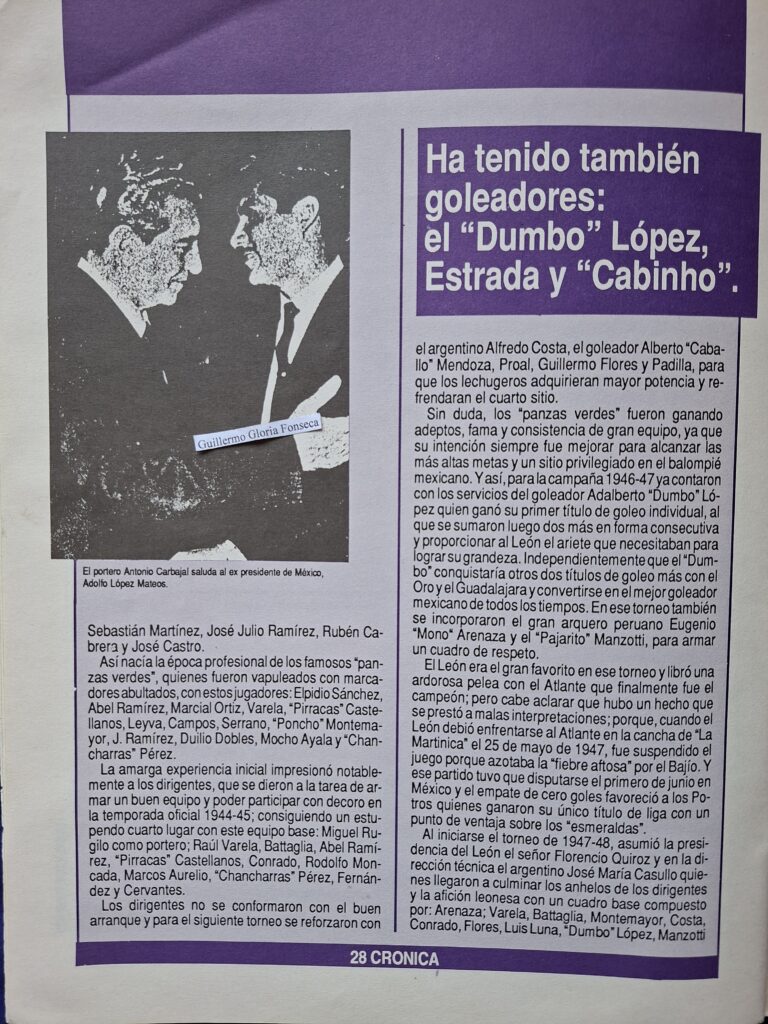 Ha tenido también
goleadores:
el “Dumbo” López,
Estrada y “Cabinho”.
Guillermo Gloria Fonseca
El portero Antonio Carbajal saluda al ex presidente de México,
Adolfo López Mateos.
Sebastián Martínez, José Julio Ramírez, Rubén Ca-
brera y José Castro.
Así nacía la época profesional de los famosos “pan-
zas verdes”, quienes fueron vapuleados con marca-
dores abultados, con estos jugadores: Elpidio Sánchez,
Abel Ramírez, Marcial Ortiz, Varela, “Pirracas” Caste-
llanos, Leyva, Campos, Serrano, “Poncho” Montema-
yor, J. Ramírez, Duilio Dobles, Mocho Ayala y “Chan-
charras” Pérez.
La amarga experiencia inicial impresionó notable-
mente a los dirigentes, que se dieron a la tarea de ar-
mar un buen equipo y poder participar con decoro en
la temporada oficial 1944-45; consiguiendo un estu-
pendo cuarto lugar con este equipo base: Miguel Ru-
gilo como portero; Raúl Varela, Battaglia, Abel Ramí-
rez, “Pirracas” Castellanos, Conrado, Rodolfo Mon-
cada, Marcos Aurelio, “Chancharras” Pérez, Fernán-
dez y Cervantes.
Los dirigentes no se conformaron con el buen
arranque y para el siguiente torneo se reforzaron con
el argentino Alfredo Costa, el goleador Alberto “Caba-
llo” Mendoza, Proal, Guillermo Flores y Padilla, para
que los lechugeros adquirieran mayor potencia y re-
frendaran el cuarto sitio.
Sin duda, los “panzas verdes” fueron ganando
adeptos, fama y consistencia de gran equipo, ya que
su intención siempre fue mejorar para alcanzar las
más altas metas y un sitio privilegiado en el balompié
mexicano. Y así, para la campaña 1946-47 ya contaron
con los servicios del goleador Adalberto “Dumbo” Ló-
pez quien ganó su primer título de goleo individual, al
que se sumaron luego dos más en forma consecutiva
y proporcionar al León el ariete que necesitaban para
lograr su grandeza. Independientemente que el “Dum-
bo” conquistaría otros dos títulos de goleo más con el
Oro y el Guadalajara y convertirse en el mejor goleador
mexicano de todos los tiempos. En ese torneo también
se incorporaron el gran arquero peruano Eugenio
“Mono” Arenaza y el “Pajarito” Manzotti, para armar
un cuadro de respeto.
El León era el gran favorito en ese torneo y libró una
ardorosa pelea con el Atlante que finalmente fue el
campeón; pero cabe aclarar que hubo un hecho que
se prestó a malas interpretaciones; porque, cuando el
León debió enfrentarse al Atlante en la cancha de “La
Martinica” el 25 de mayo de 1947, fue suspendido el
juego porque azotaba la “fiebre aftosa” por el Bajío. Y
ese partido tuvo que disputarse el primero de junio en
México y el empate de cero goles favoreció a los Po-
tros quienes ganaron su único título de liga con un
punto de ventaja sobre los “esmeraldas”.
Al iniciarse el torneo de 1947-48, asumió la presi-
dencia del León el señor Florencio Quiroz y en la di-
rección técnica el argentino José María Casullo quie-
nes llegaron a culminar los anhelos de los dirigentes
y la afición leonesa con un cuadro base compuesto
por: Arenaza; Varela, Battaglia, Montemayor, Costa,
Conrado, Flores, Luis Luna, “Dumbo” López, Manzotti
28 CRONICA